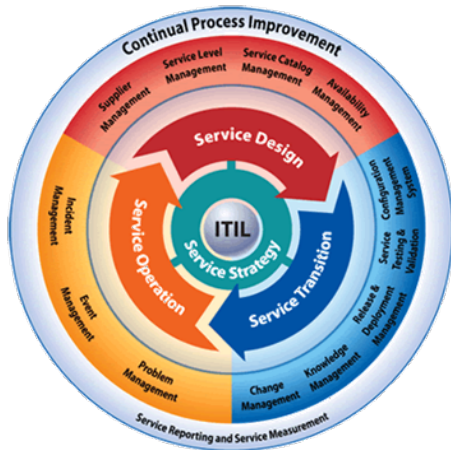 Continual Process Improvement
Supplier
Management
Service Level
Management
Service Catalog
Management
Availability
Management
Service Design
System
Configuration
Management
Service
Testing &
Validation
Release &
Deployment
Management
Knowledge
Management
Change
Management
Service Transition
Incident
Management
Event
Management
Problem
Management
Service Operation
ITIL
Service Strategy
Service Reporting and Service Measurement